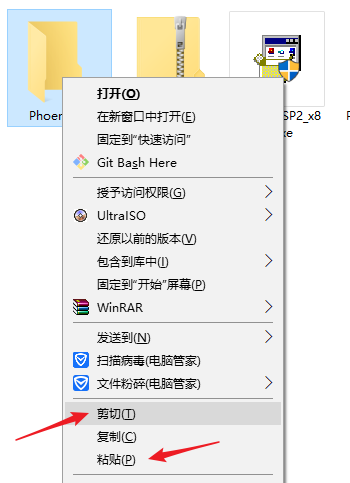 Phoen
SP2_x8
xe
P
打开(O)
在新窗口中打开(E)
固定到"快速访问"
Git Bash Here
授予访问权限(G)
UltraISO
还原以前的版本(V)
包含到库中(I)
固定到"开始"屏幕(P)
WinRAR
发送到(N)
扫描病毒(电脑管家)
文件粉碎(电脑管家)
剪切(T)
复制(C)
粘贴(P)